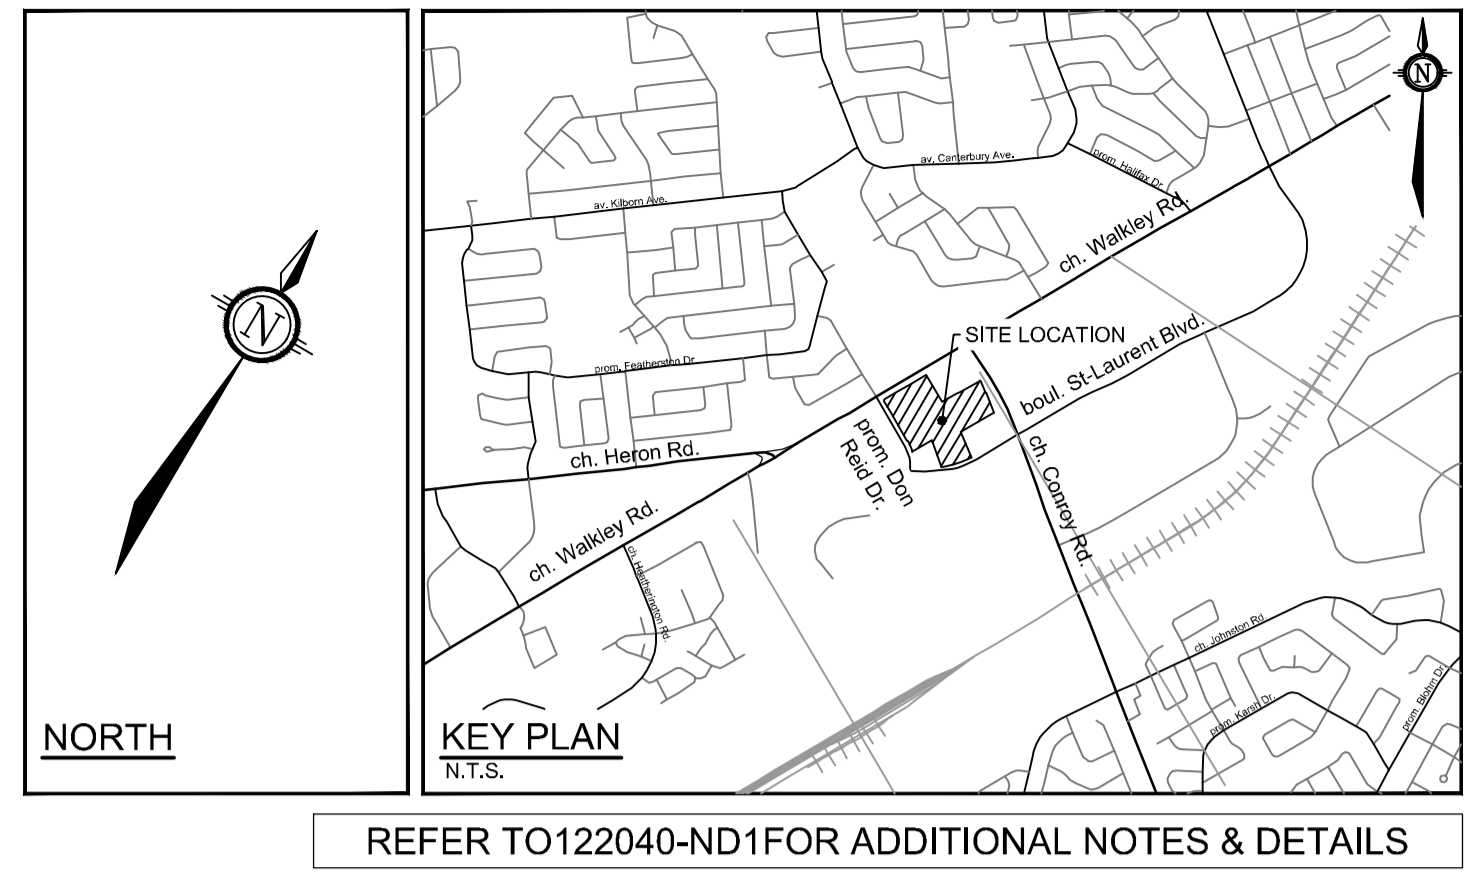 N
NORTH
N
av. Canterbury Ave.
prom. Halifax Dr.
av. Kilborn Ave.
ch. Walkley Rd.
SITE LOCATION
boul. St-Laurent Blvd.
prom. Featherston Dr.
prom. Don
Reid Dr.
ch. Heron Rd.
ch. Conroy Rd.
ch. Walkley Rd.
ch. Heatherington Rd.
ch. Johnston Rd.
prom. Karsh Dr.
prom. Blohm Dr.
KEY PLAN
N.T.S.
REFER TO122040-ND1FOR ADDITIONAL NOTES & DETAILS